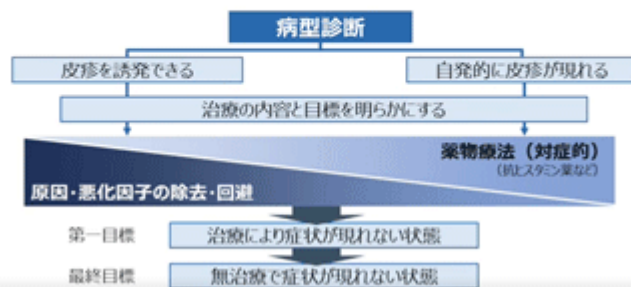 病型診断
皮疹を誘発できる
自発的に皮疹が現れる
治療の内容と目標を明らかにする
薬物療法（対症的）
（抗ヒスタミン薬など）
原因・悪化因子の除去・回避
第一目標
治療により症状が現れない状態
最終目標
無治療で症状が現れない状態